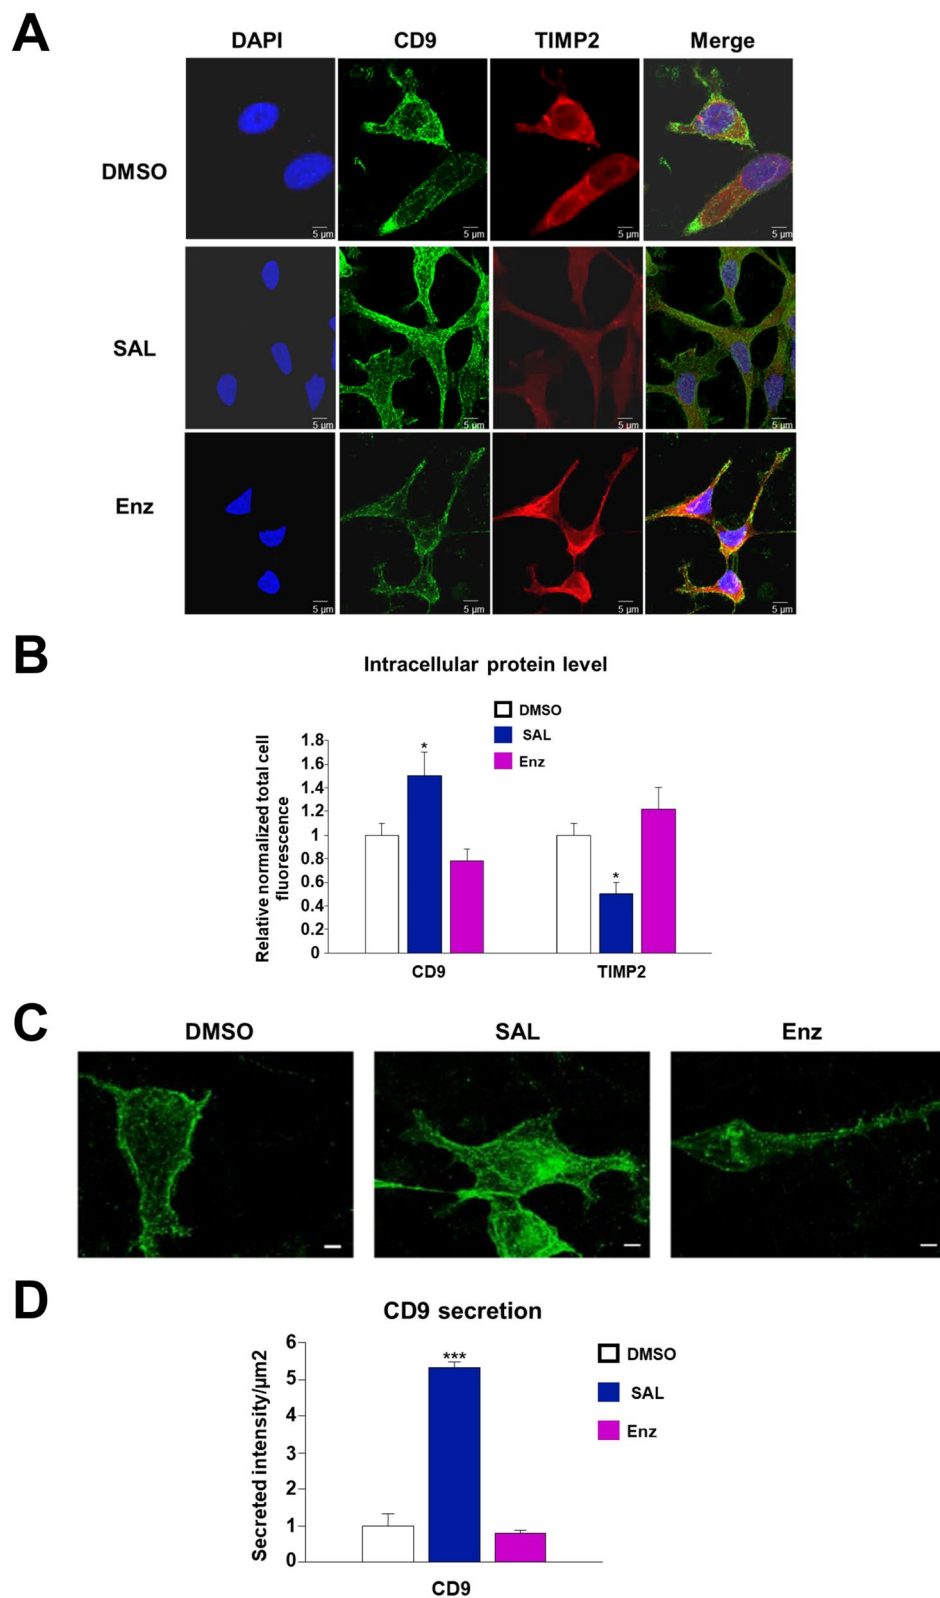 A
DAPI CD9 TIMP2 Merge
DMSO
5 µm 5 µm 5 µm 5 µm
SAL
5 µm 5 µm 5 µm 5 µm
Enz
5 µm 5 µm 5 µm 5 µm
B
Intracellular protein level
DMSO
SAL
Enz
Relative normalized total cell
fluorescence
1.8
1.6
1.4
1.2
1
0.8
0.6
0.4
0.2
0
*
*
CD9 TIMP2
C
DMSO SAL Enz
D
CD9 secretion
DMSO
SAL
Enz
Secreted intensity/µm2
6
5
4
3
2
1
0
***
CD9